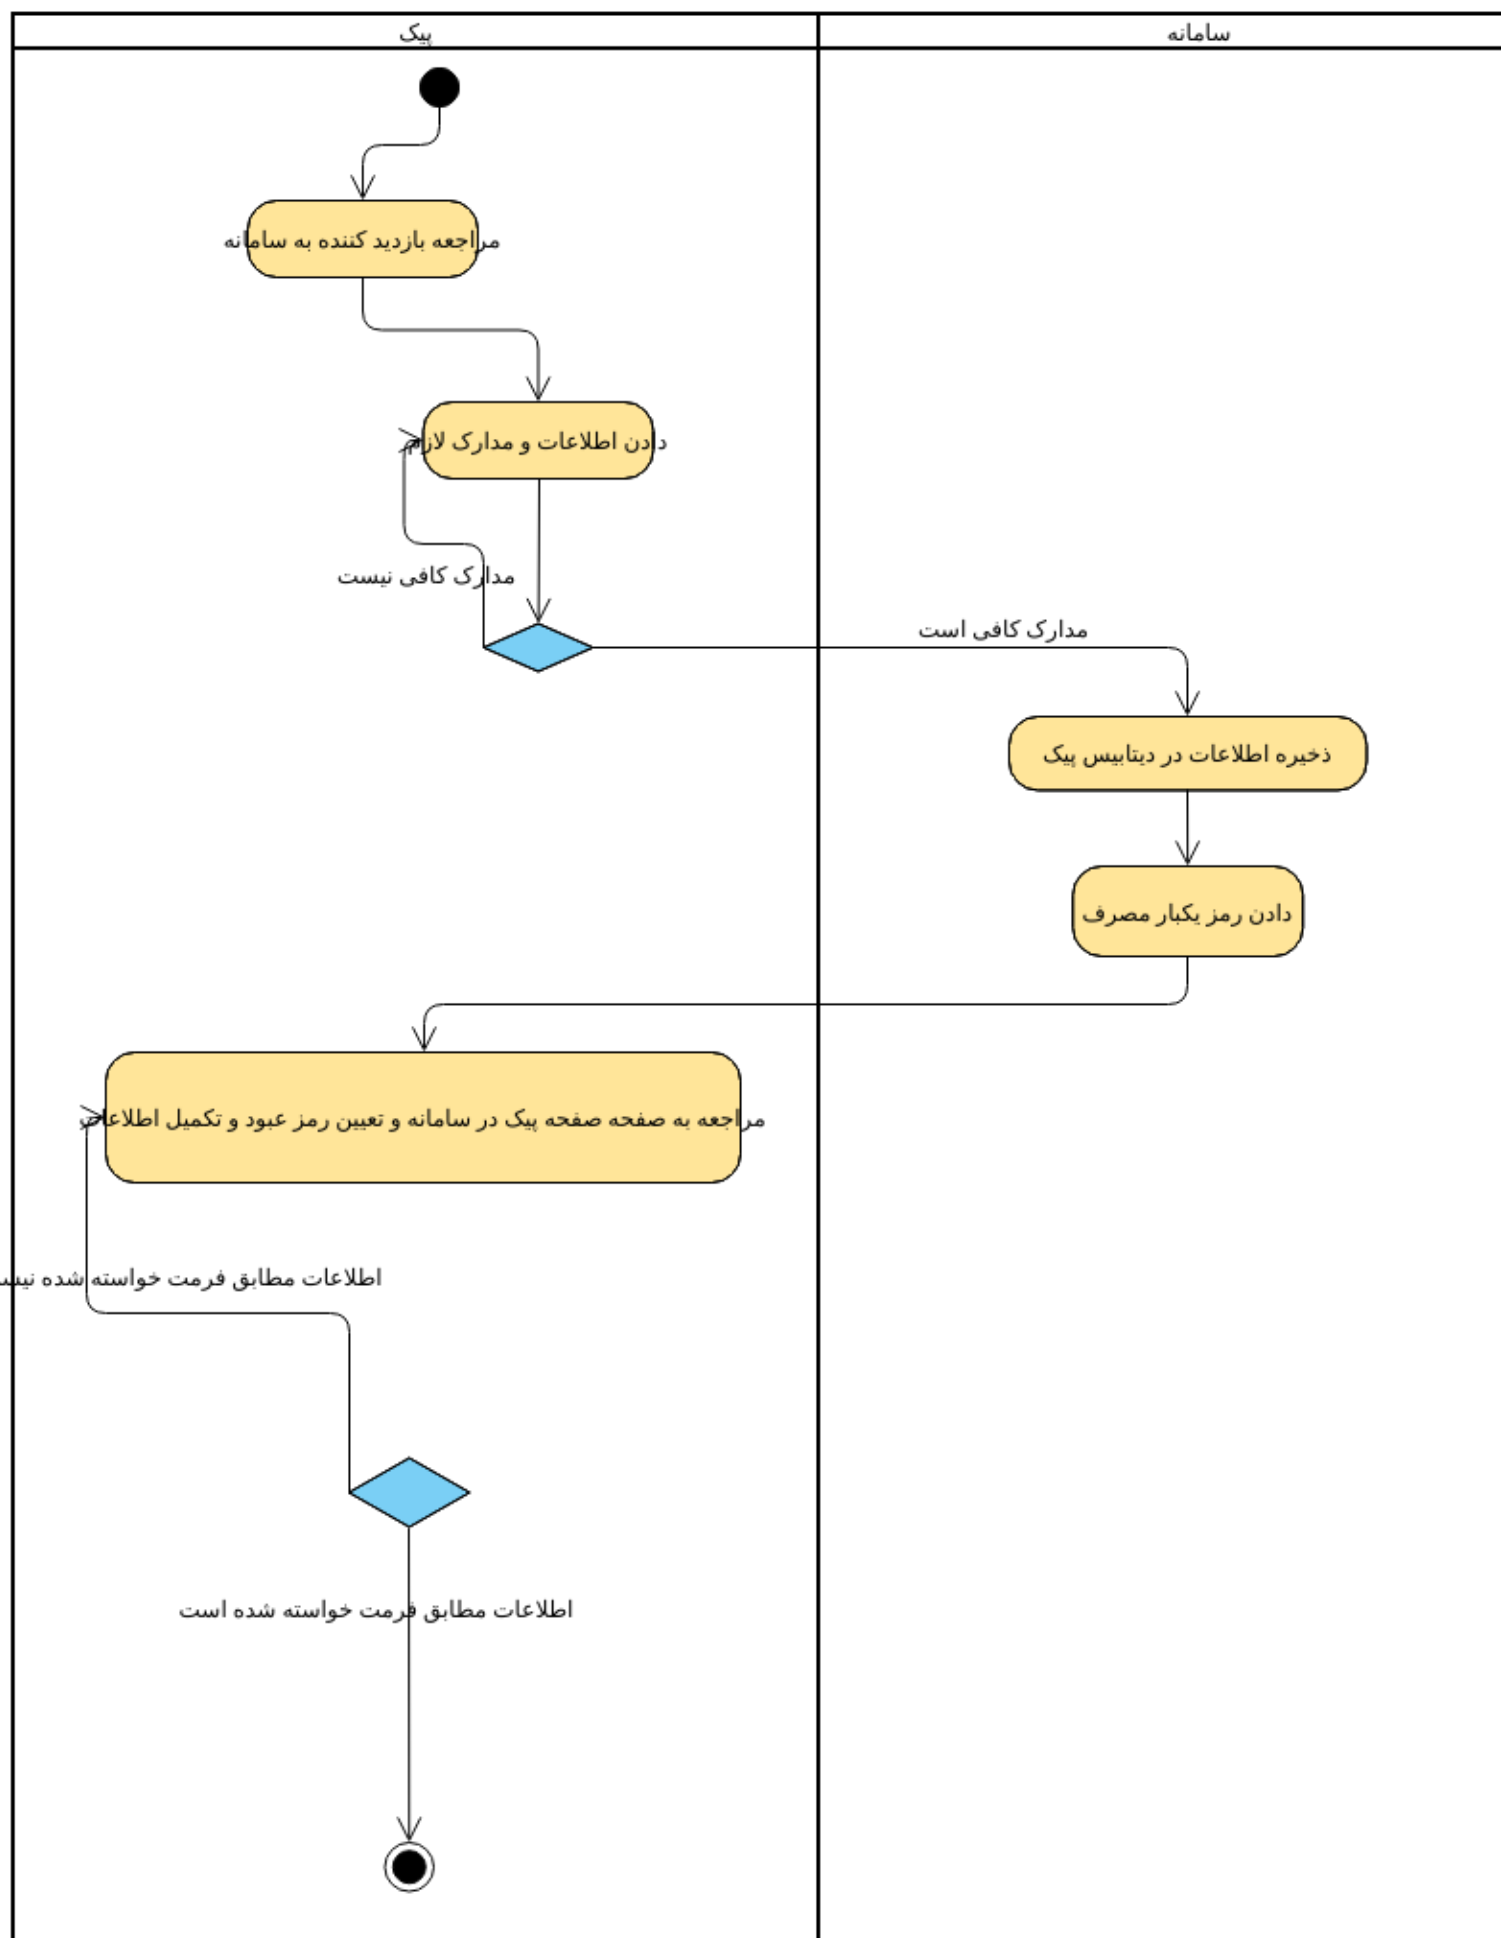 پیک
سامانه
مراجعه بازدید کننده به سامانه
دادن اطلاعات و مدارک لازم
مدارک کافی نیست
مدارک کافی است
ذخیره اطلاعات در دیتابیس پیک
دادن رمز یکبار مصرف
مراجعه به صفحه صفحه پیک در سامانه و تعیین رمز عبود و تکمیل اطلاعات
اطلاعات مطابق فرمت خواسته شده
اطلاعات مطابق فرمت خواسته شده است